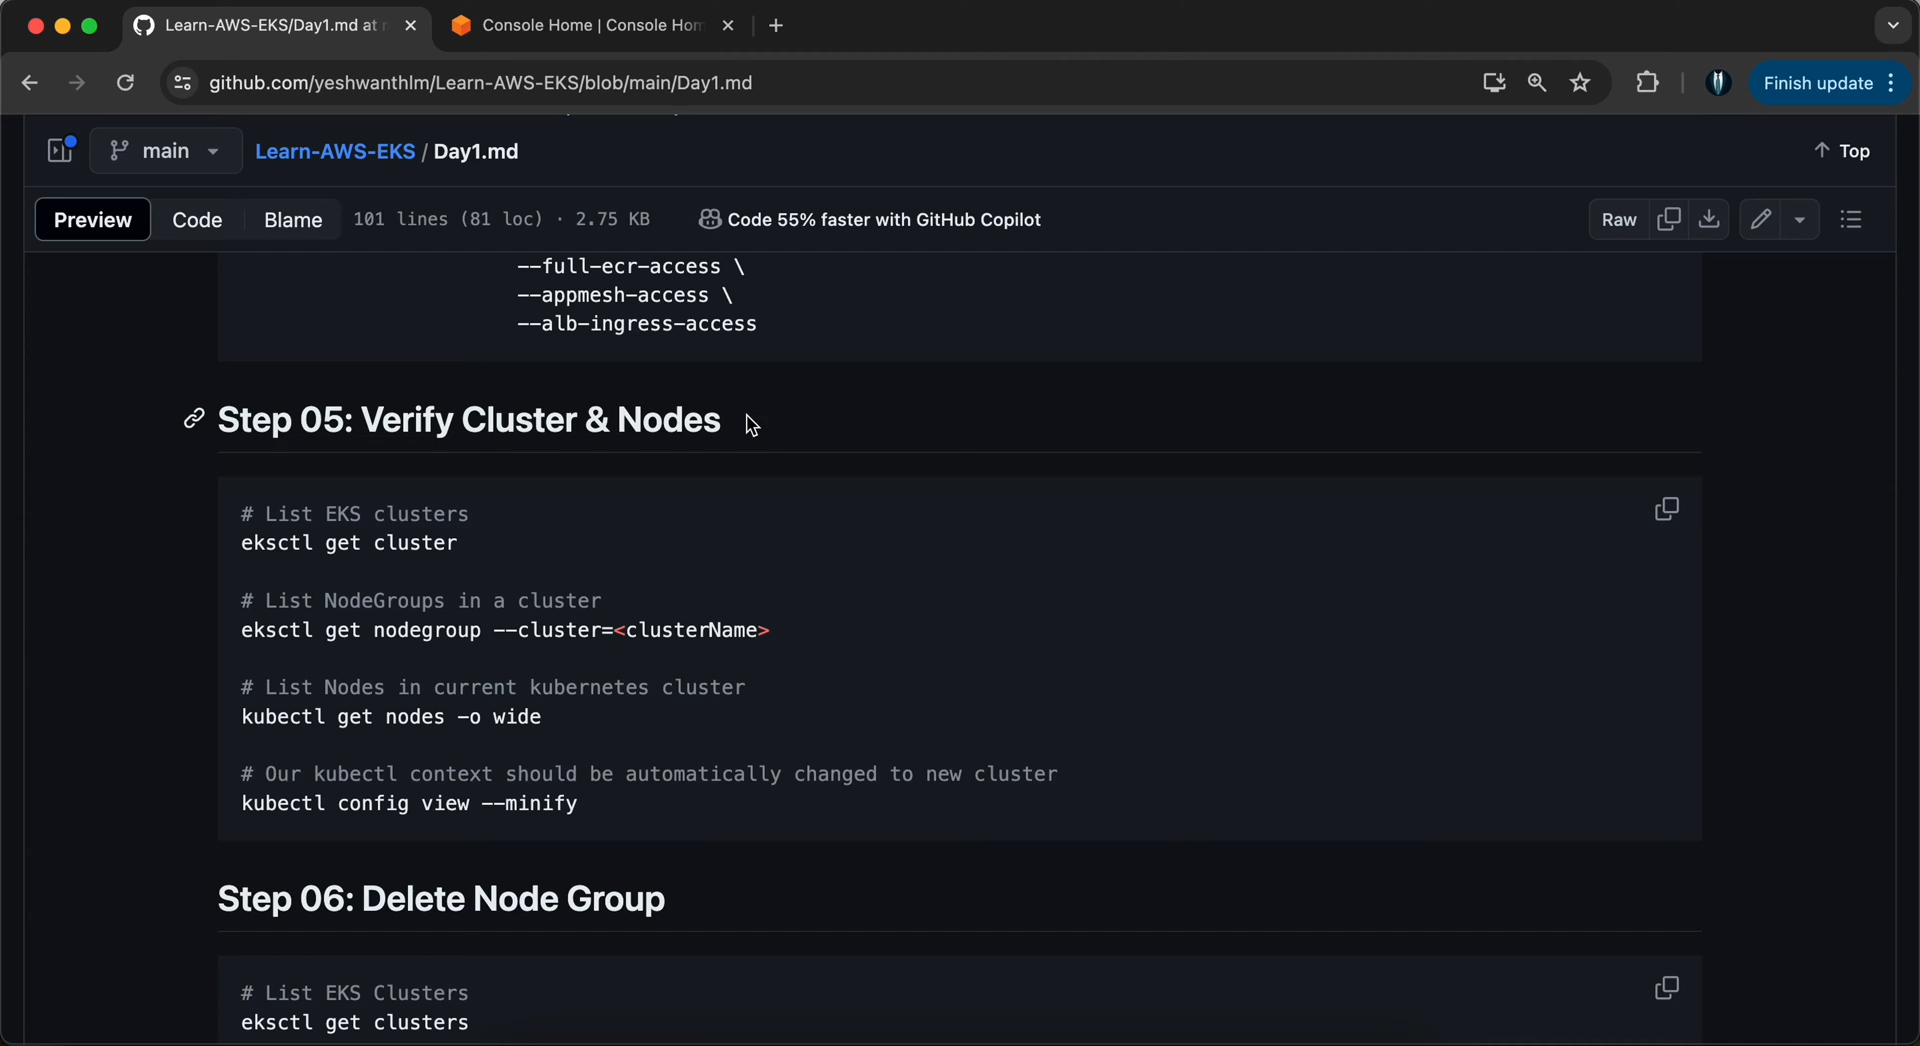 Learn-AWS-EKS/Day1.md at
Console Home | Console Hom
github.com/yeshwanthlm/Learn-AWS-EKS/blob/main/Day1.md
Finish update
main
Learn-AWS-EKS / Day1.md
Top
Preview
Code
Blame
101 lines (81 loc) · 2.75 KB
Code 55% faster with GitHub Copilot
Raw
--full-ecr-access \
--appmesh-access \
--alb-ingress-access
Step 05: Verify Cluster & Nodes
# List EKS clusters
eksctl get cluster
# List NodeGroups in a cluster
eksctl get nodegroup --cluster=<clusterName>
# List Nodes in current kubernetes cluster
kubectl get nodes -o wide
# Our kubectl context should be automatically changed to new cluster
kubectl config view --minify
Step 06: Delete Node Group
# List EKS Clusters
eksctl get clusters